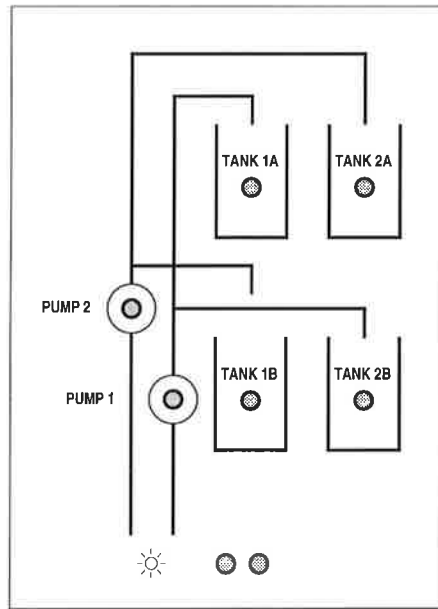 TANK 1A
TANK 2A
PUMP 2
TANK 1B
TANK 2B
PUMP 1